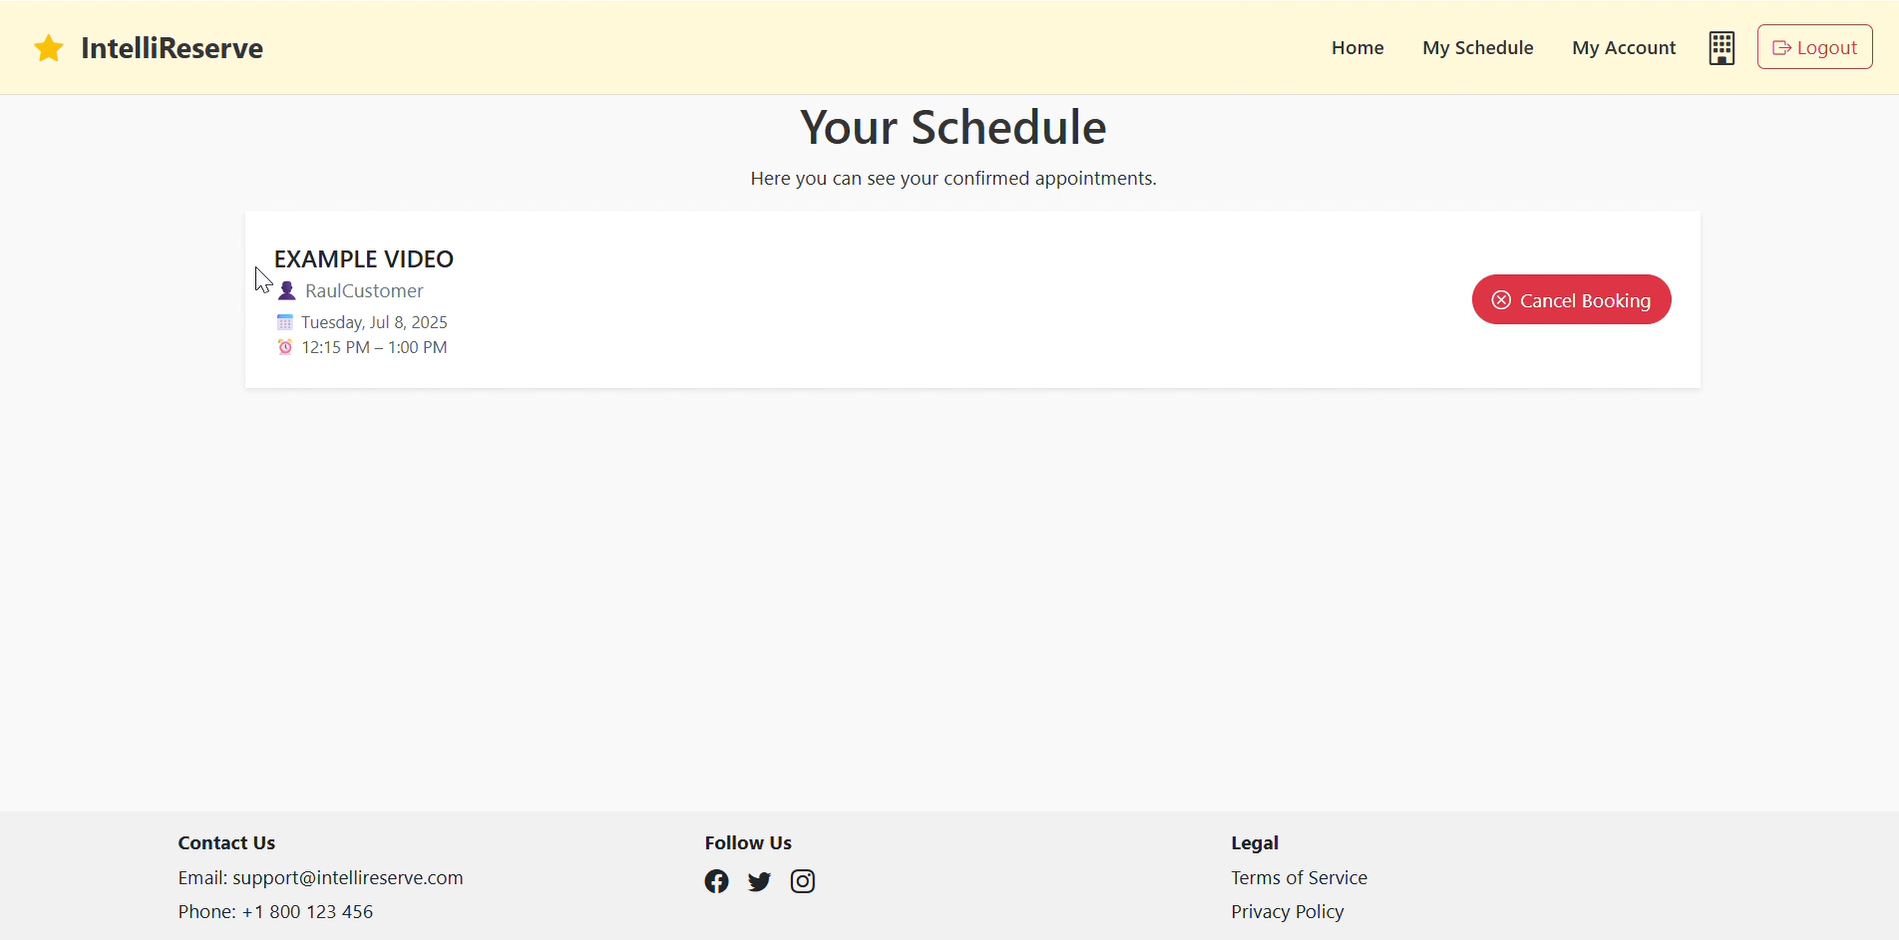 IntelliReserve
Home
My Schedule
My Account
Logout
Your Schedule
Here you can see your confirmed appointments.
EXAMPLE VIDEO
RaulCustomer
Tuesday, Jul 8, 2025
12:15 PM – 1:00 PM
Cancel Booking
Contact Us
Email: support@intellireserve.com
Phone: +1 800 123 456
Follow Us
Legal
Terms of Service
Privacy Policy